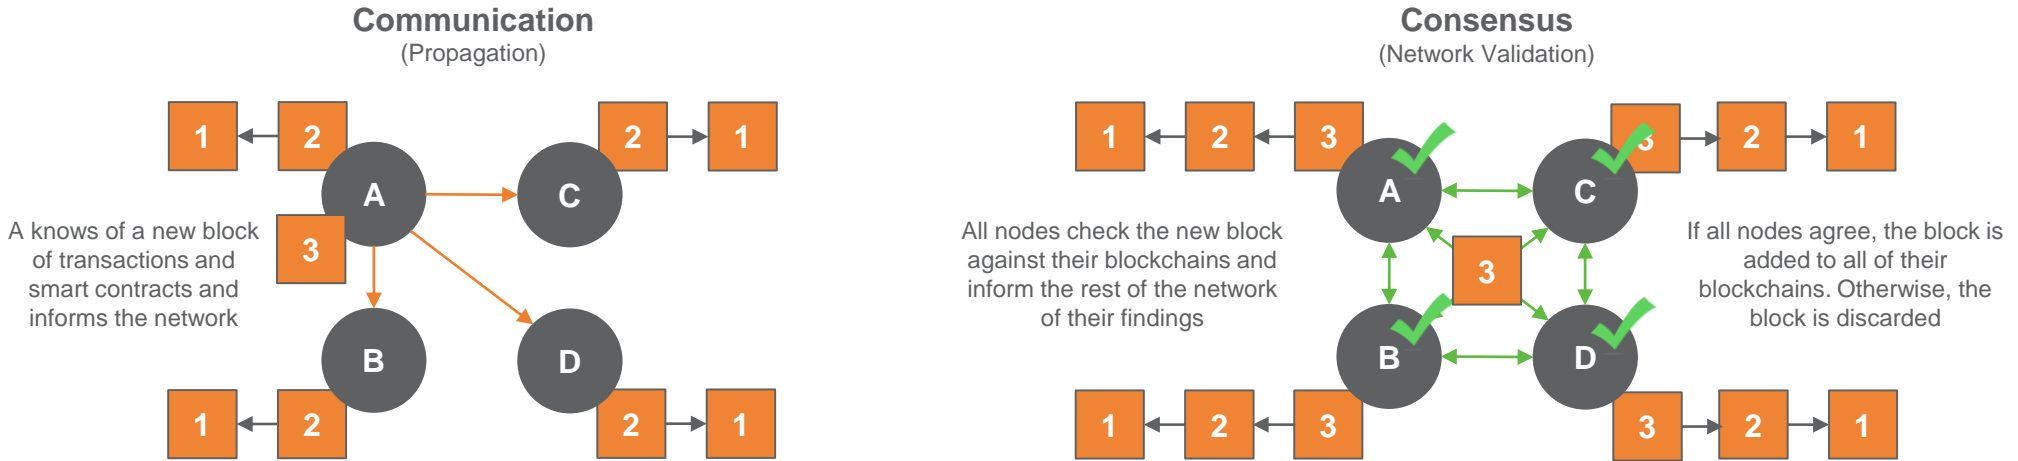 Communication
(Propagation)
1 2 2 1
A C
3
A knows of a new block
of transactions and
smart contracts and
informs the network
B D
1 2 2 1
Consensus
(Network Validation)
1 2 3 3 2 1
A C
All nodes check the new block
against their blockchains and
inform the rest of the network
of their findings
3
If all nodes agree, the block is
added to all of their
blockchains. Otherwise, the
block is discarded
B D
1 2 3 3 2 1